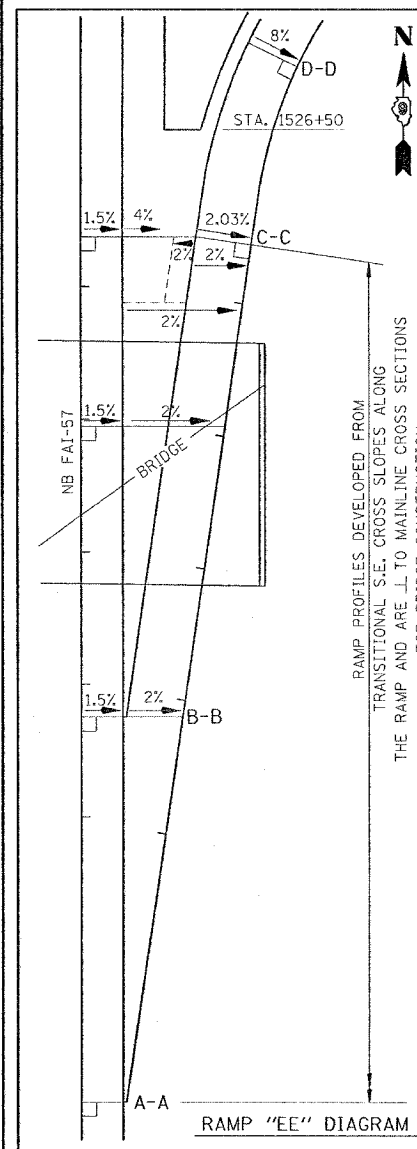 8%
N
D-D
STA. 1526+50
1.5%
4%
2.03%
C-C
2%
2%
2%
1.5%
2%
NB FAI-57
BRIDGE
RAMP PROFILES DEVELOPED FROM
TRANSITIONAL S.E. CROSS SLOPES ALONG
THE RAMP AND ARE ⊥ TO MAINLINE CROSS SECTIONS
1.5%
2%
B-B
A-A
RAMP "EE" DIAGRAM